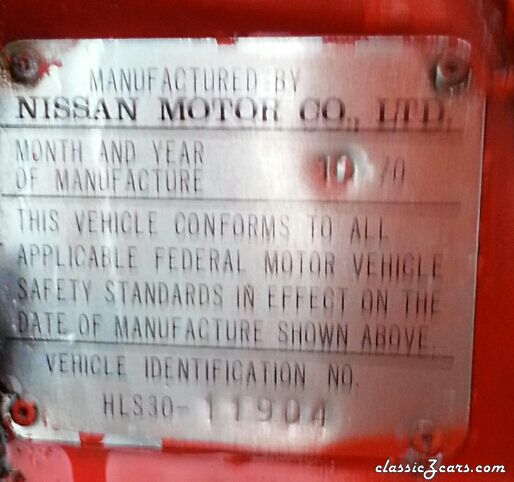 MANUFACTURED BY
NISSAN MOTOR CO., LTD.
MONTH AND YEAR
OF MANUFACTURE
10 70
THIS VEHICLE CONFORMS TO ALL
APPLICABLE FEDERAL MOTOR VEHICLE
SAFETY STANDARDS IN EFFECT ON THE
DATE OF MANUFACTURE SHOWN ABOVE.
VEHICLE IDENTIFICATION NO.
HLS30-11904
classicZcars.com